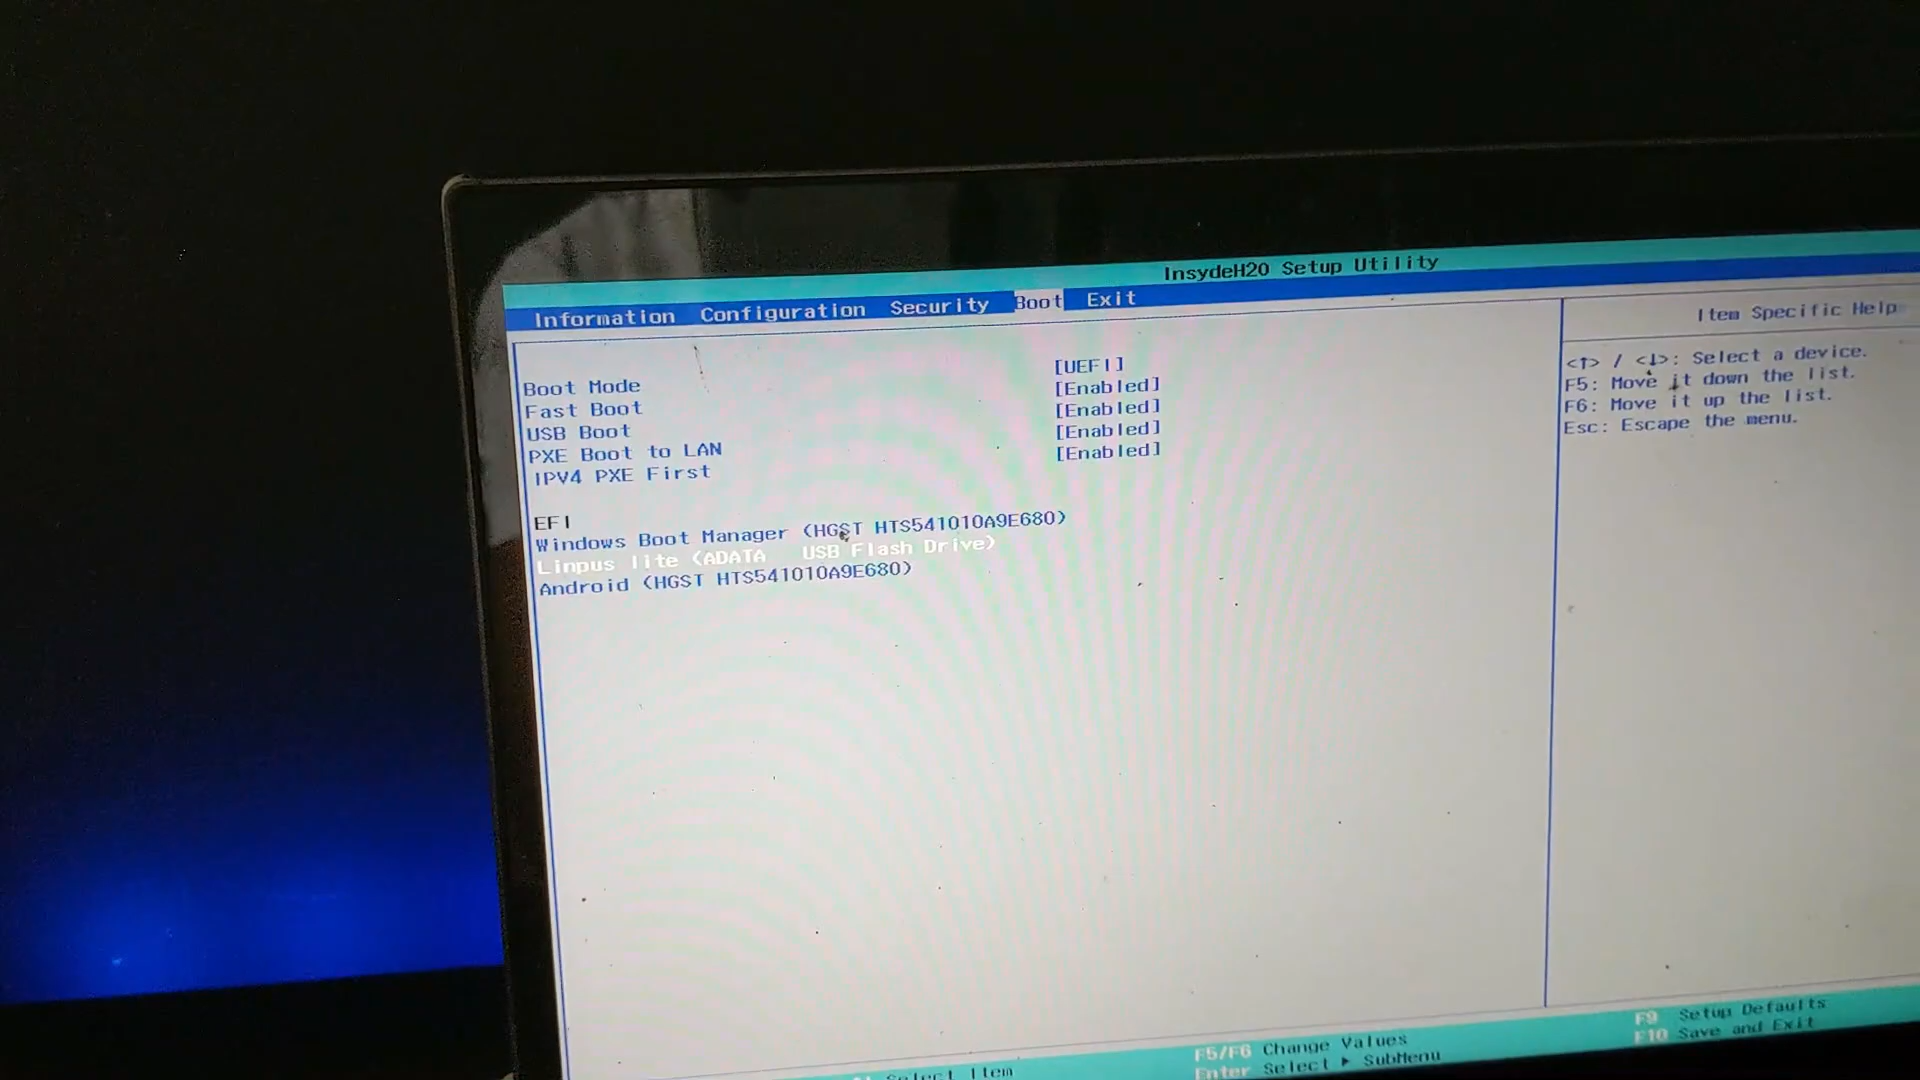 InsydeH20 Setup Utility
Information Configuration Security Boot Exit
Item Specific Help
Boot Mode [UEFI]
Fast Boot [Enabled]
USB Boot [Enabled]
PXE Boot to LAN [Enabled]
IPV4 PXE First [Enabled]
EFI
Windows Boot Manager (HGST HTS541010A9E680)
Linpus lite (ADATA USB Flash Drive)
Android (HGST HTS541010A9E680)
<↑> / <↓>: Select a device.
F5: Move it down the list.
F6: Move it up the list.
Esc: Escape the menu.
Select Item
F5/F6 Change Values
Enter Select ▸ SubMenu
F9 Setup Defaults
F10 Save and Exit